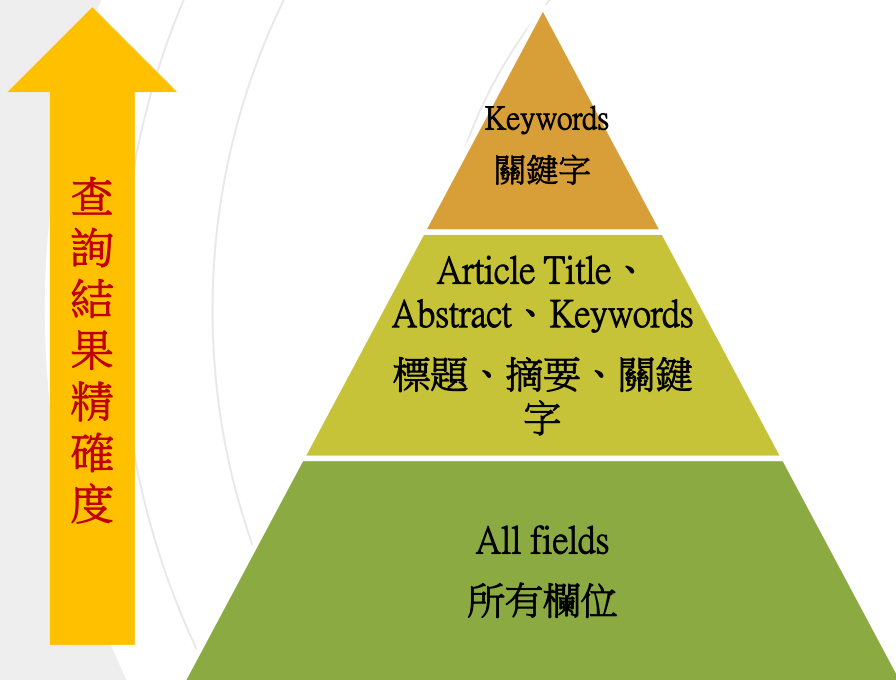 查詢結果精確度
Keywords
關鍵字
Article Title、
Abstract、Keywords
標題、摘要、關鍵
字
All fields
所有欄位